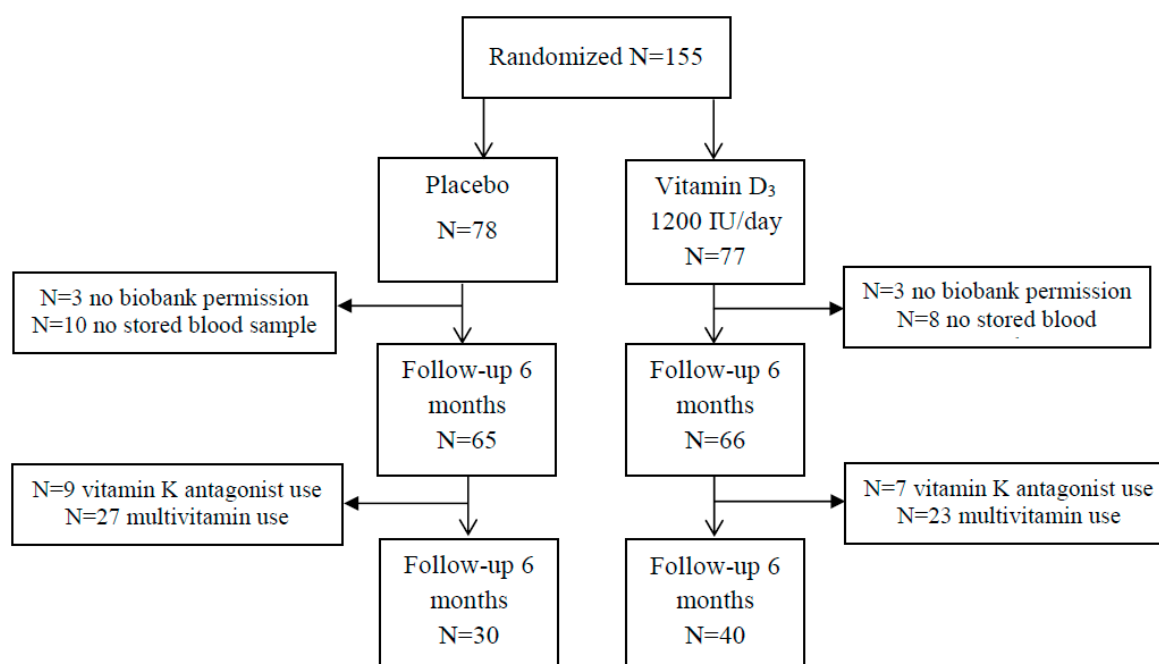 Randomized N=155
Placebo
N=78
Vitamin D₃
1200 IU/day
N=77
N=3 no biobank permission
N=10 no stored blood sample
N=3 no biobank permission
N=8 no stored blood
Follow-up 6
months
N=65
Follow-up 6
months
N=66
N=9 vitamin K antagonist use
N=27 multivitamin use
N=7 vitamin K antagonist use
N=23 multivitamin use
Follow-up 6
months
N=30
Follow-up 6
months
N=40